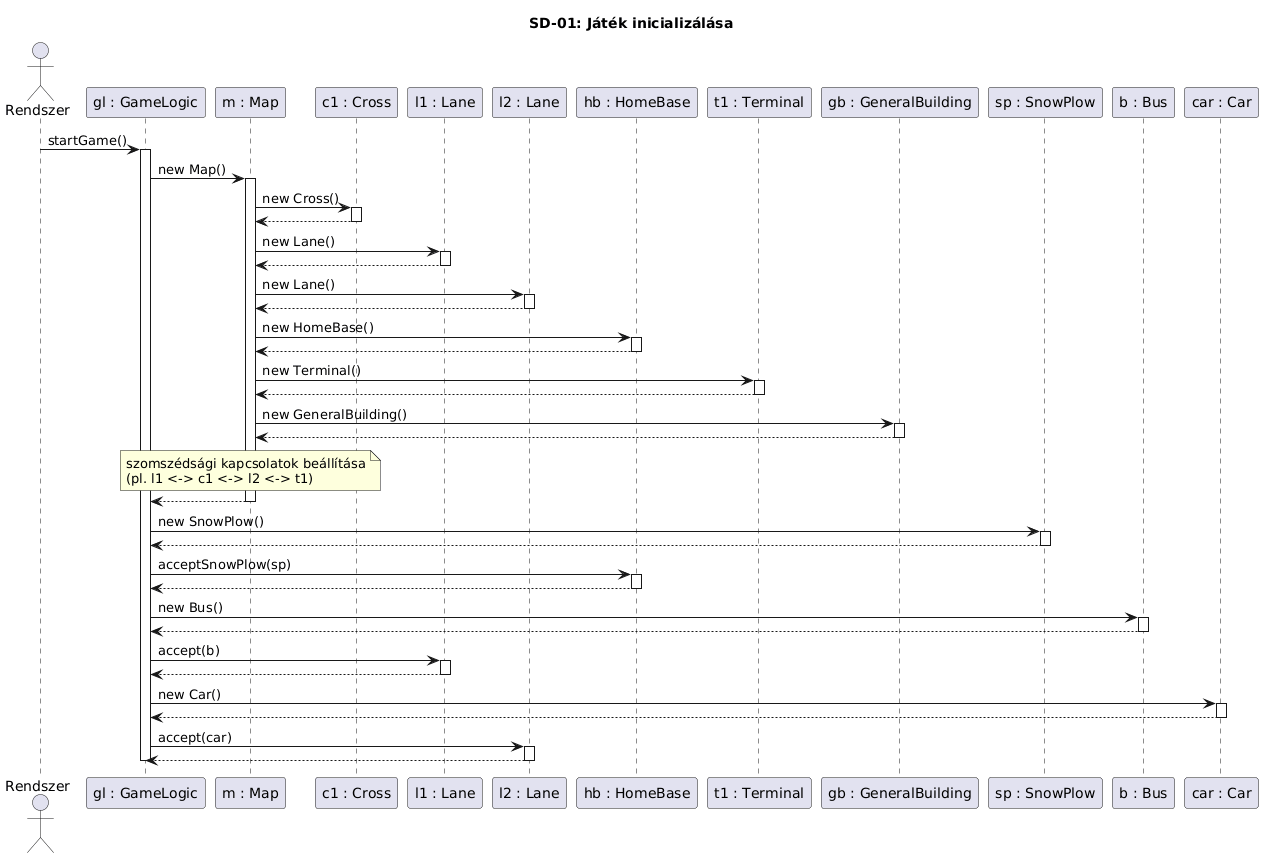 SD-01: Játék inicializálása
Rendszer
gl : GameLogic
m : Map
c1 : Cross
l1 : Lane
l2 : Lane
hb : HomeBase
t1 : Terminal
gb : GeneralBuilding
sp : SnowPlow
b : Bus
car : Car
startGame()
new Map()
new Cross()
new Lane()
new Lane()
new HomeBase()
new Terminal()
new GeneralBuilding()
szomszédsági kapcsolatok beállítása
(pl. l1 <-> c1 <-> l2 <-> t1)
new SnowPlow()
acceptSnowPlow(sp)
new Bus()
accept(b)
new Car()
accept(car)
Rendszer
gl : GameLogic
m : Map
c1 : Cross
l1 : Lane
l2 : Lane
hb : HomeBase
t1 : Terminal
gb : GeneralBuilding
sp : SnowPlow
b : Bus
car : Car